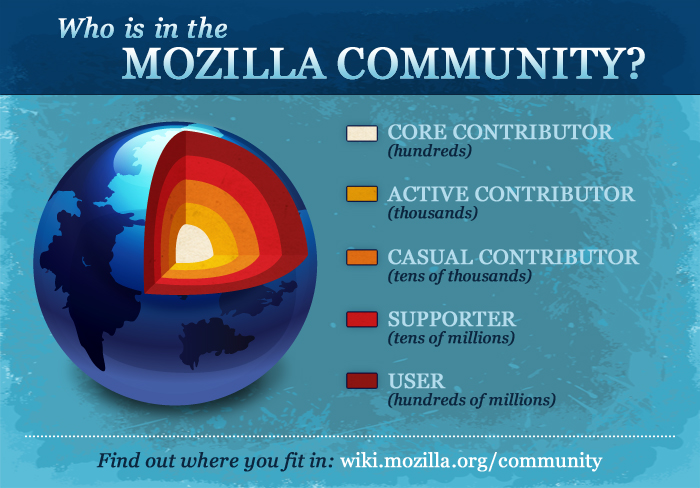 Who is in the
MOZILLA COMMUNITY?
CORE CONTRIBUTOR
(hundreds)
ACTIVE CONTRIBUTOR
(thousands)
CASUAL CONTRIBUTOR
(tens of thousands)
SUPPORTER
(tens of millions)
USER
(hundreds of millions)
Find out where you fit in: wiki.mozilla.org/community